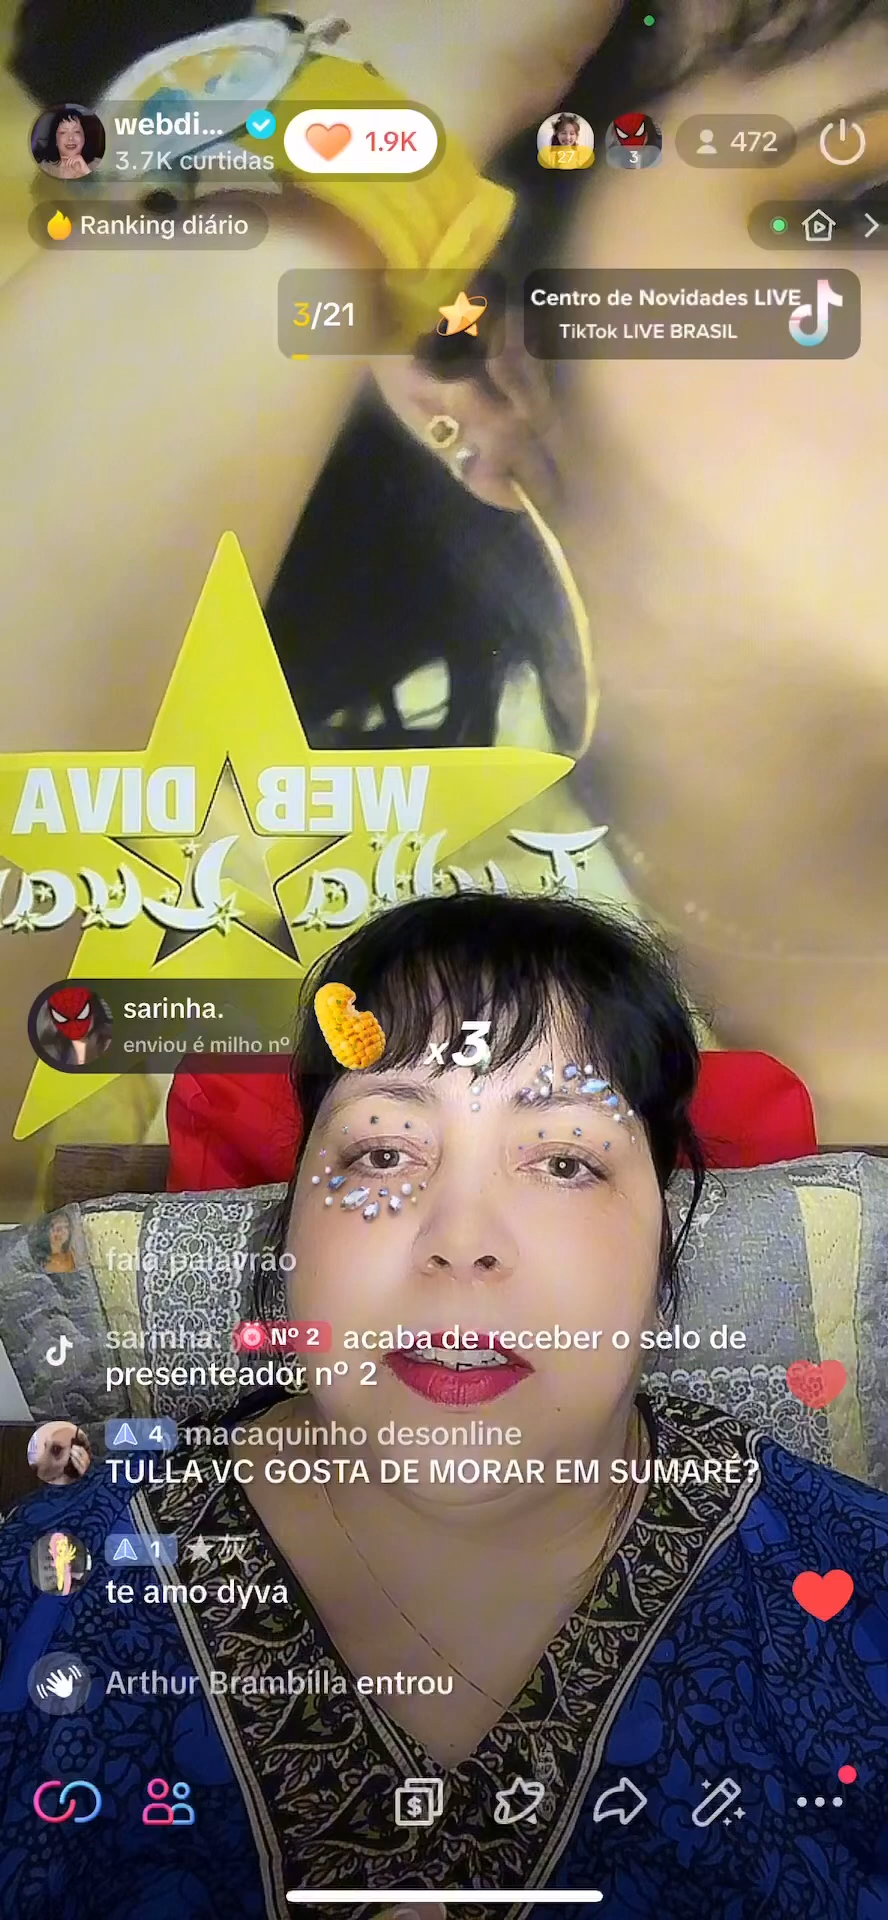 webdi...
1.9K
3.7K curtidas
27
3
472
Ranking diário
3/21
Centro de Novidades LIVE
TikTok LIVE BRASIL
WEB DIVA
Tulla Luana
sarinha.
enviou é milho nº
x3
fala palavrão
sarinha. Nº 2 acaba de receber o selo de
presenteador nº 2
4 macaquinho desonline
TULLA VC GOSTA DE MORAR EM SUMARÉ?
1 ★灰
te amo dyva
Arthur Brambilla entrou